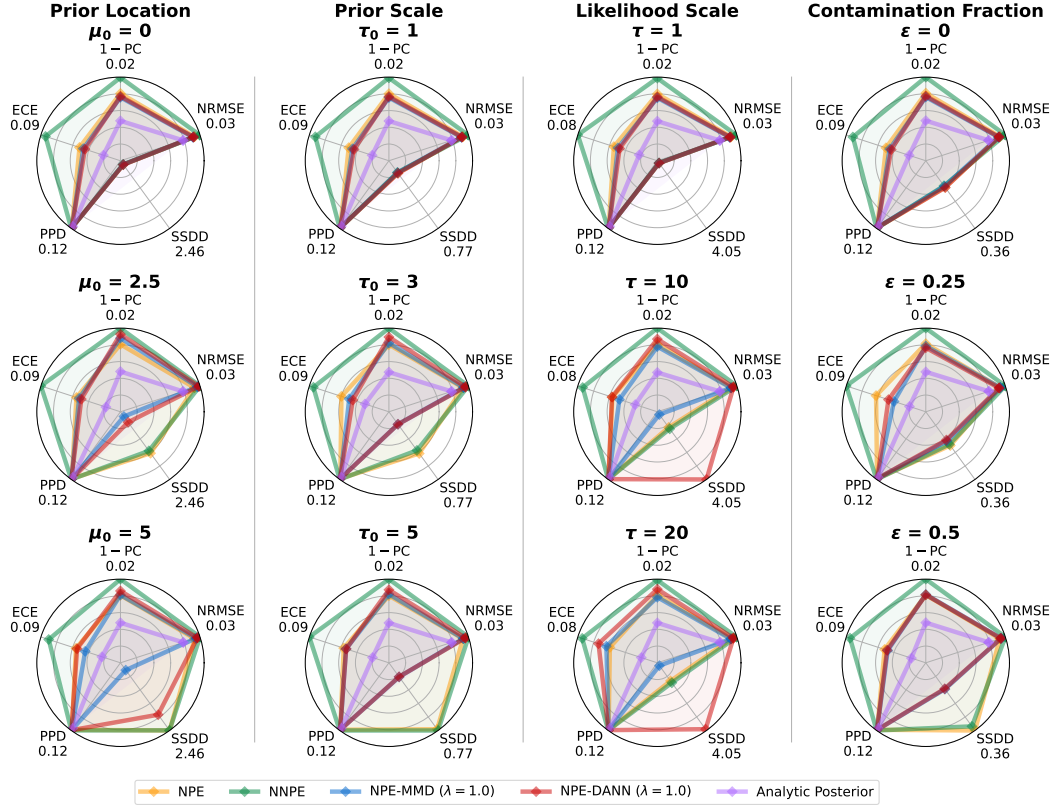 Prior Location
μ₀ = 0
1 − PC
0.02
NRMSE
0.03
SSDD
2.46
PPD
0.12
ECE
0.09
Prior Scale
τ₀ = 1
1 − PC
0.02
NRMSE
0.03
SSDD
0.77
PPD
0.12
ECE
0.09
Likelihood Scale
τ = 1
1 − PC
0.02
NRMSE
0.03
SSDD
4.05
PPD
0.12
ECE
0.08
Contamination Fraction
ε = 0
1 − PC
0.02
NRMSE
0.03
SSDD
0.36
PPD
0.12
ECE
0.09
μ₀ = 2.5
1 − PC
0.02
NRMSE
0.03
SSDD
2.46
PPD
0.12
ECE
0.09
τ₀ = 3
1 − PC
0.02
NRMSE
0.03
SSDD
0.77
PPD
0.12
ECE
0.09
τ = 10
1 − PC
0.02
NRMSE
0.03
SSDD
4.05
PPD
0.12
ECE
0.08
ε = 0.25
1 − PC
0.02
NRMSE
0.03
SSDD
0.36
PPD
0.12
ECE
0.09
μ₀ = 5
1 − PC
0.02
NRMSE
0.03
SSDD
2.46
PPD
0.12
ECE
0.09
τ₀ = 5
1 − PC
0.02
NRMSE
0.03
SSDD
0.77
PPD
0.12
ECE
0.09
τ = 20
1 − PC
0.02
NRMSE
0.03
SSDD
4.05
PPD
0.12
ECE
0.08
ε = 0.5
1 − PC
0.02
NRMSE
0.03
SSDD
0.36
PPD
0.12
ECE
0.09
NPE
NNPE
NPE-MMD (λ = 1.0)
NPE-DANN (λ = 1.0)
Analytic Posterior